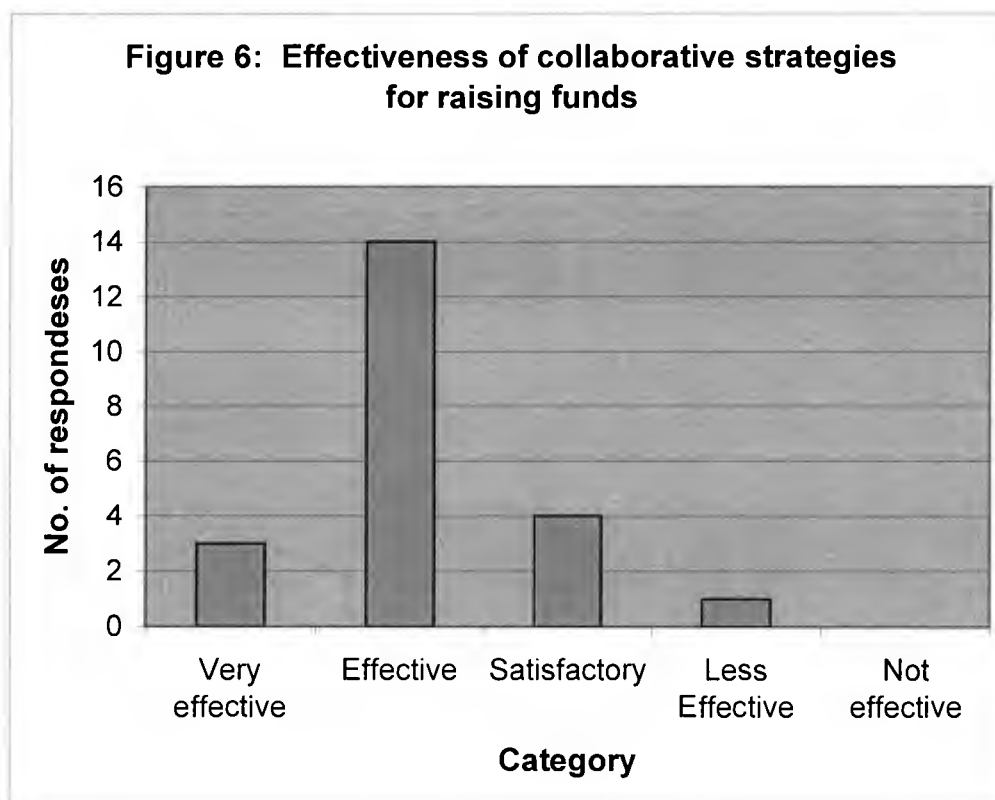 Figure 6: Effectiveness of collaborative strategies
for raising funds
No. of respondeses
16
14
12
10
8
6
4
2
0
Very
effective
Effective
Satisfactory
Less
Effective
Not
effective
Category